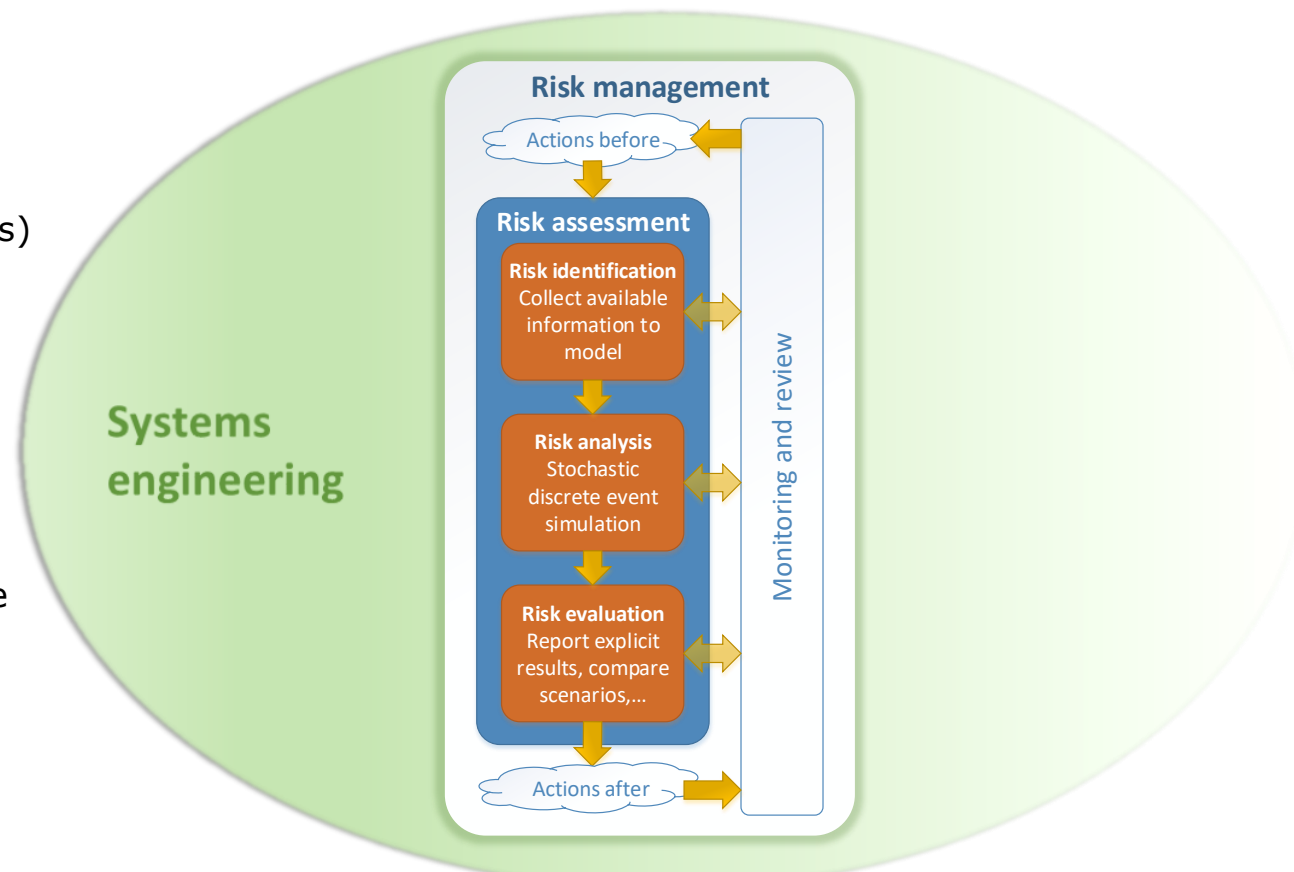 Risk management
Actions before
Risk assessment
s)
Risk identification
Collect available
information to
model
Systems
engineering
Risk analysis
Stochastic
discrete event
simulation
Monitoring and review
e
Risk evaluation
Report explicit
results, compare
scenarios,...
Actions after